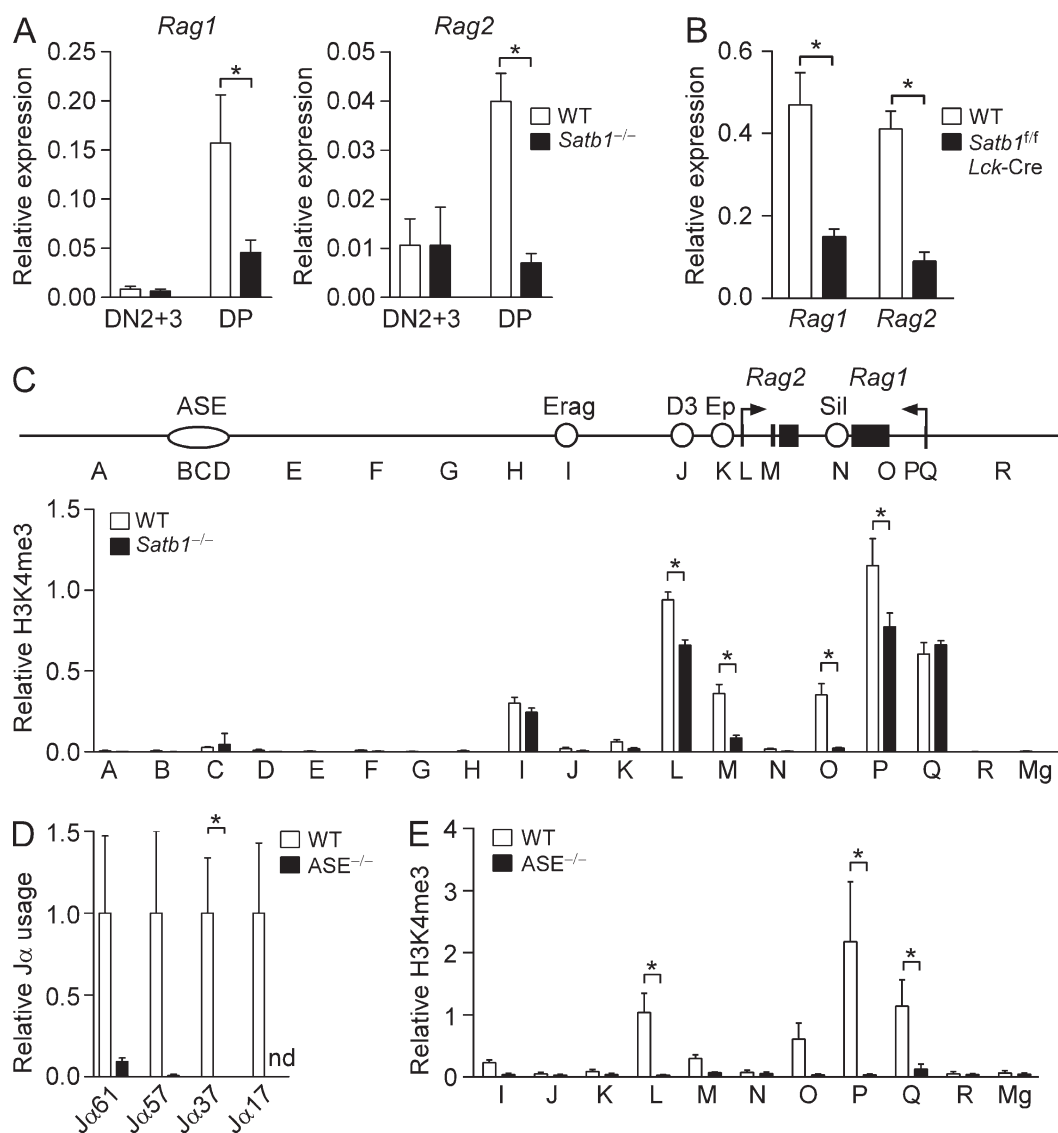 A
Rag1
Relative expression
0.25
0.20
0.15
0.10
0.05
0.00
*
DN2+3 DP
Rag2
Relative expression
0.05
0.04
0.03
0.02
0.01
0.00
*
WT
Satb1–/–
DN2+3 DP
B
Relative expression
0.6
0.4
0.2
0.0
*
*
WT
Satb1f/f
Lck-Cre
Rag1 Rag2
C
Rag2 Rag1
ASE Erag D3 Ep Sil
A BCD E F G H I J K L M N O PQ R
Relative H3K4me3
1.5
1.0
0.5
0.0
WT
Satb1–/–
*
*
*
*
A B C D E F G H I J K L M N O P Q R Mg
D
Relative Jα usage
1.5
1.0
0.5
0.0
*
WT
ASE–/–
nd
Jα61 Jα57 Jα37 Jα17
E
Relative H3K4me3
4
3
2
1
0
WT
ASE–/–
*
*
*
I J K L M N O P Q R Mg